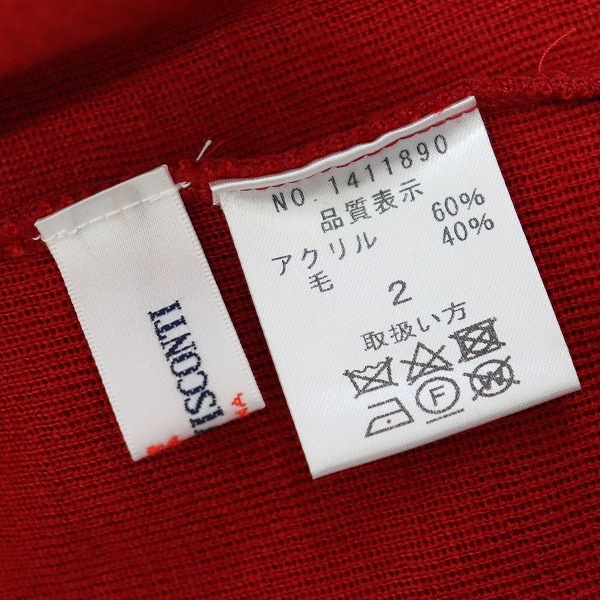 NO.1411890
品質表示
アクリル 60%
毛 40%
2
取扱い方
F
W
ISCONTI
NA